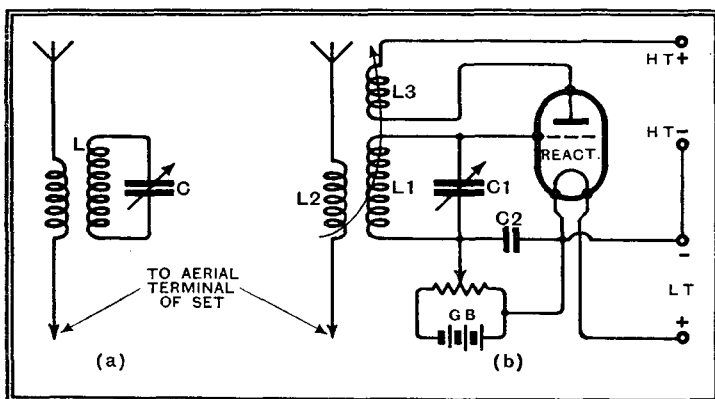 HT+
L3
REACT.
HT-
L
C
L2
L1
C1
C2
-
TO AERIAL
TERMINAL
OF SET
GB
LT
+
(a)
(b)